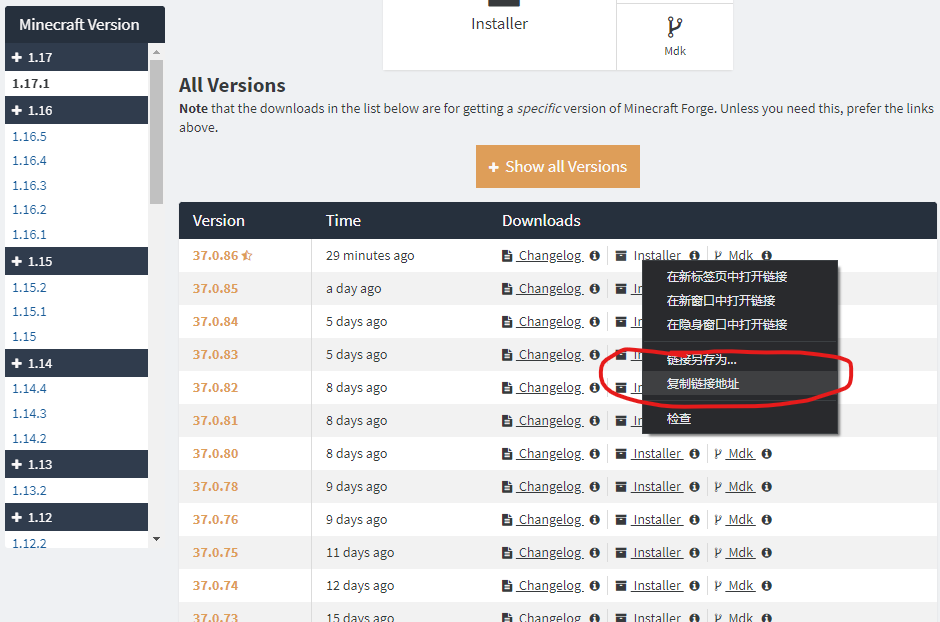 Minecraft Version
1.17
1.17.1
1.16
1.16.5
1.16.4
1.16.3
1.16.2
1.16.1
1.15
1.15.2
1.15.1
1.15
1.14
1.14.4
1.14.3
1.14.2
1.13
1.13.2
1.12
1.12.2
Installer
Mdk
All Versions
Note that the downloads in the list below are for getting a specific version of Minecraft Forge. Unless you need this, prefer the links
above.
Show all Versions
Version Time Downloads
37.0.86 29 minutes ago Changelog Installer Mdk
37.0.85 a day ago Changelog
37.0.84 5 days ago Changelog
37.0.83 5 days ago Changelog
37.0.82 8 days ago Changelog
37.0.81 8 days ago Changelog
37.0.80 8 days ago Changelog Installer Mdk
37.0.78 9 days ago Changelog Installer Mdk
37.0.76 9 days ago Changelog Installer Mdk
37.0.75 11 days ago Changelog Installer Mdk
37.0.74 12 days ago Changelog Installer Mdk
37.0.73 15 days ago Changelog Installer Mdk
在新标签页中打开链接
在新窗口中打开链接
在隐身窗口中打开链接
链接另存为...
复制链接地址
检查